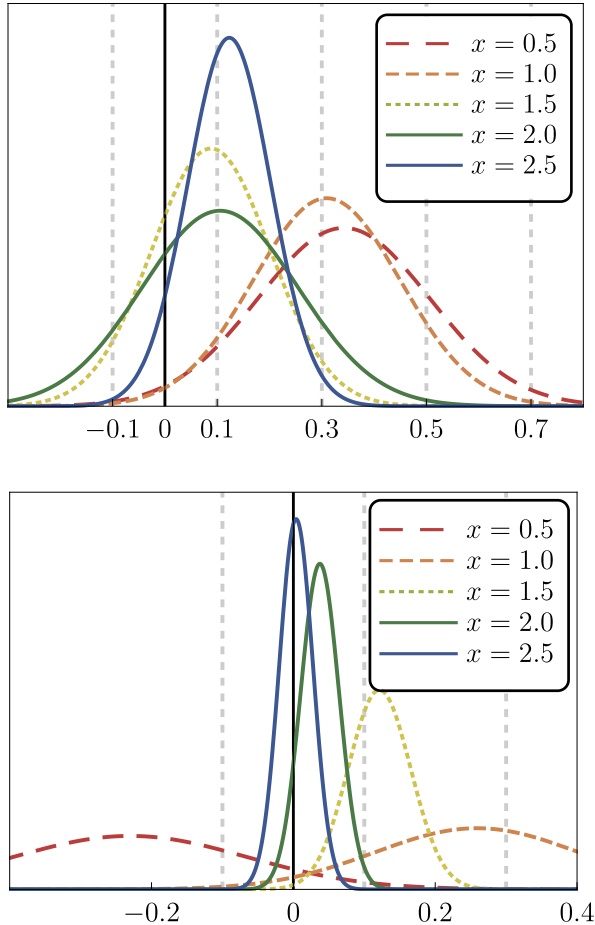 x = 0.5
x = 1.0
x = 1.5
x = 2.0
x = 2.5
−0.1 0 0.1 0.3 0.5 0.7
x = 0.5
x = 1.0
x = 1.5
x = 2.0
x = 2.5
−0.2 0 0.2 0.4